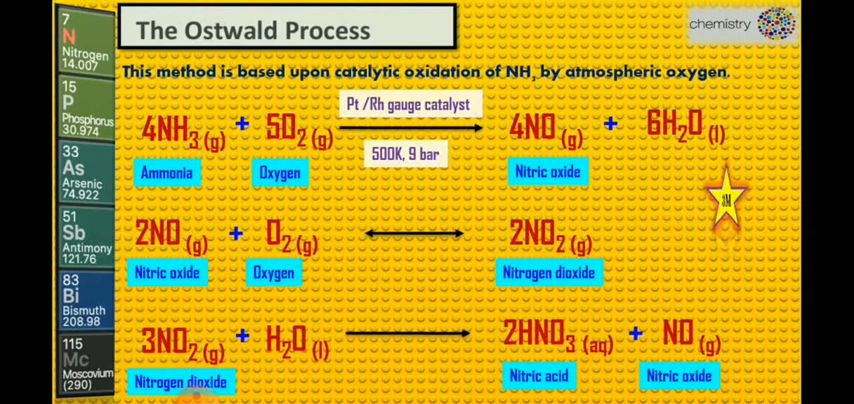 7
N
Nitrogen
14.007
15
P
Phosphorus
30.974
33
As
Arsenic
74.922
51
Sb
Antimony
121.76
83
Bi
Bismuth
208.98
115
Mc
Moscovium
(290)
The Ostwald Process
chemistry
This method is based upon catalytic oxidation of NH₃ by atmospheric oxygen.
Pt /Rh gauge catalyst
4NH₃ (g) + 5O₂ (g) → 4NO (g) + 6H₂O (l)
500K, 9 bar
Ammonia Oxygen Nitric oxide
2NO (g) + O₂ (g) ↔ 2NO₂ (g)
Nitric oxide Oxygen Nitrogen dioxide
3NO₂ (g) + H₂O (l) → 2HNO₃ (aq) + NO (g)
Nitrogen dioxide Nitric acid Nitric oxide